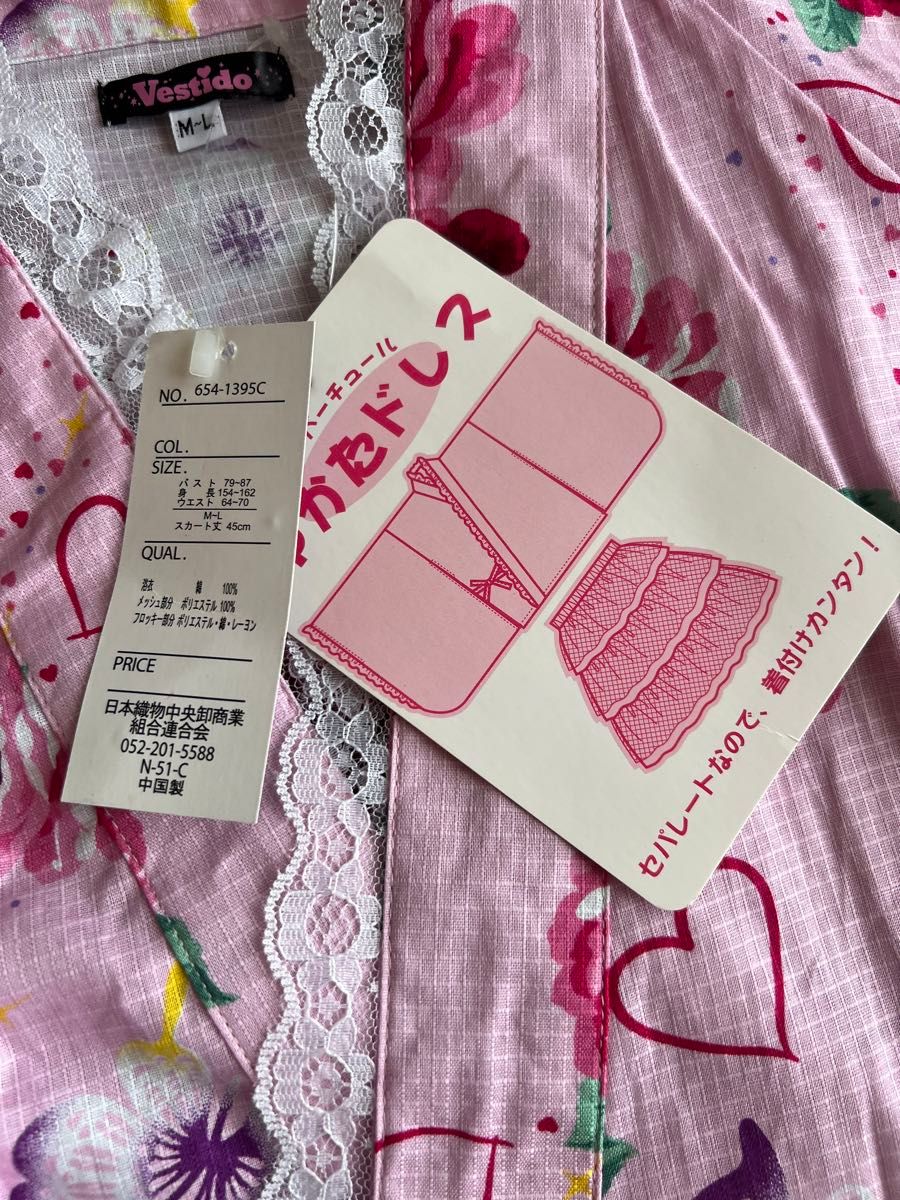 Vestido
M~L
NO. 654-1395C
COL.
SIZE.
バスト 79~87
身長 154~162
ウエスト 64~70
M~L
スカート丈 45cm
QUAL.
浴衣 綿 100%
メッシュ部分 ポリエステル 100%
フロッキー部分 ポリエステル・綿・レーヨン
PRICE
日本織物中央卸商業
組合連合会
052-201-5588
N-51-C
中国製
チュール
かたドレス
セパレートなので、着付けカンタン!